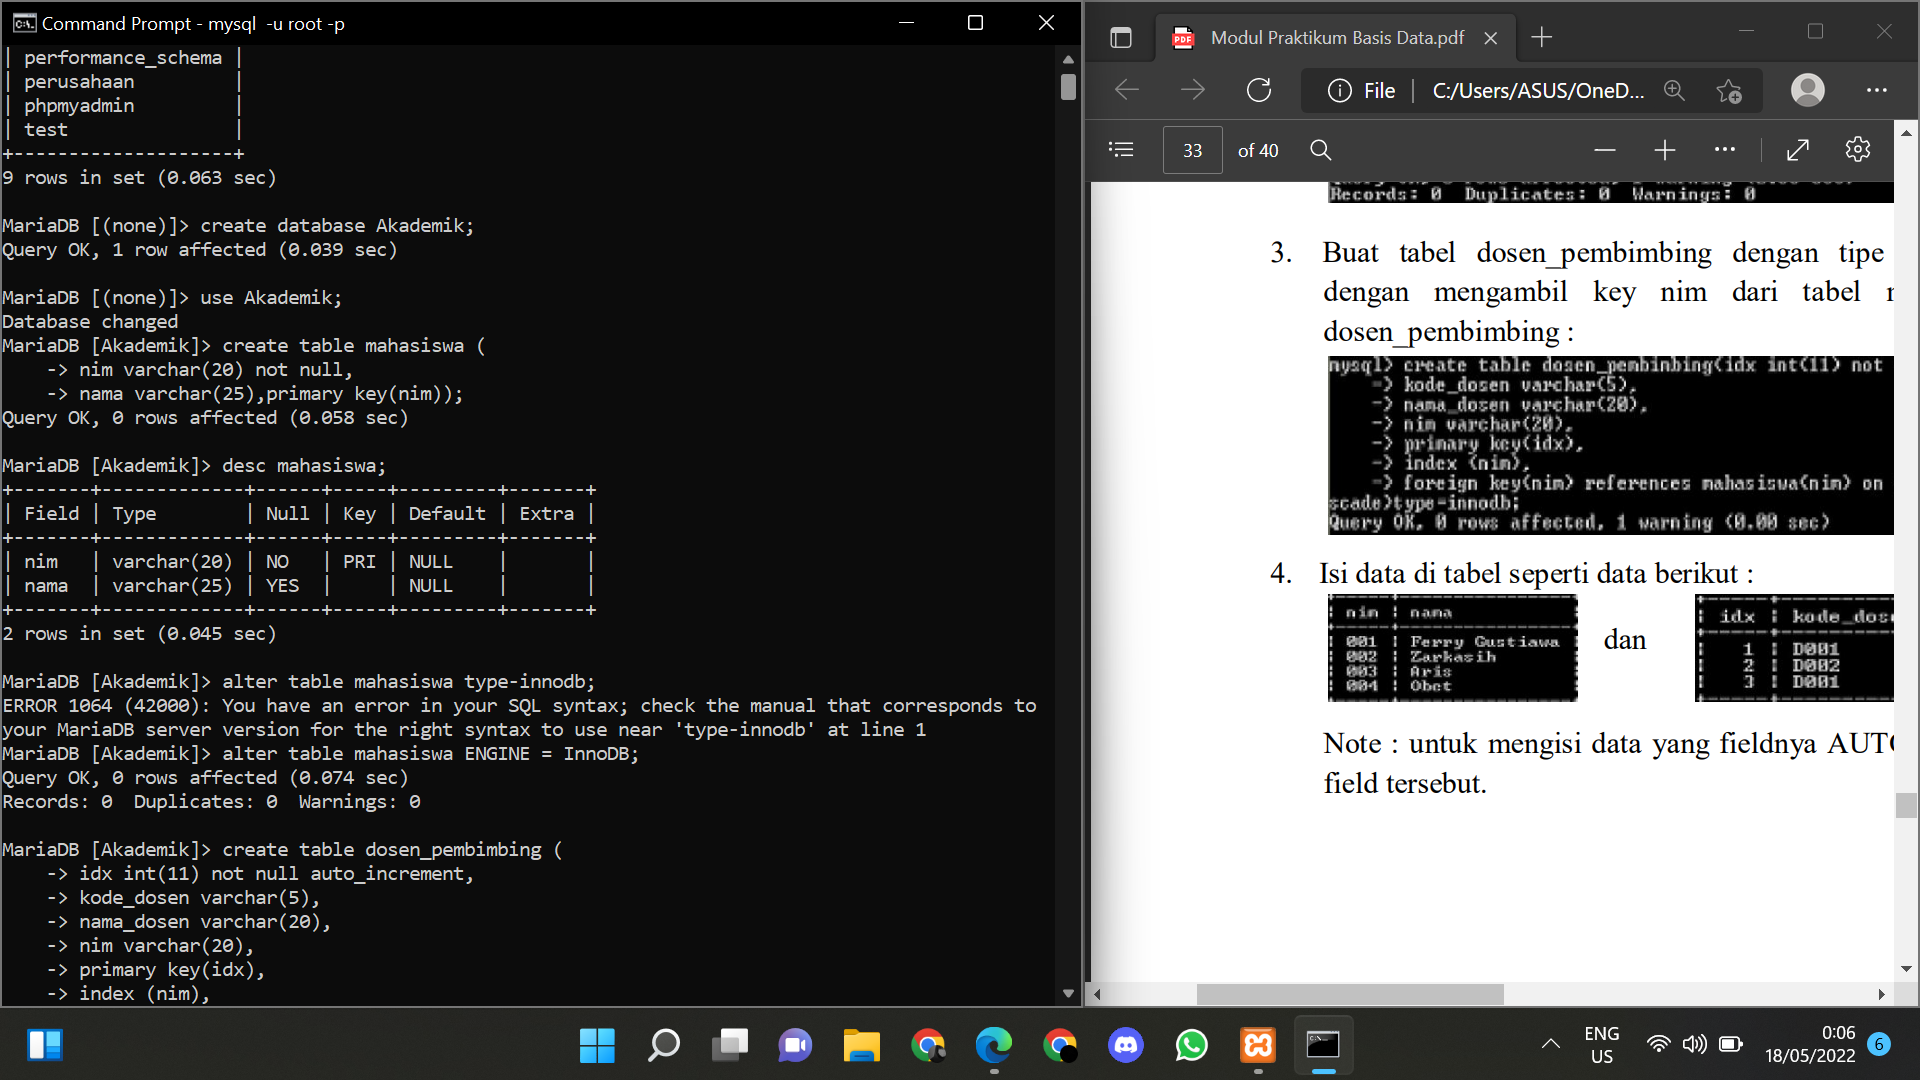 Command Prompt - mysql  -u root -p
| performance_schema |
| perusahaan         |
| phpmyadmin         |
| test               |
+--------------------+
9 rows in set (0.063 sec)
MariaDB [(none)]> create database Akademik;
Query OK, 1 row affected (0.039 sec)
MariaDB [(none)]> use Akademik;
Database changed
MariaDB [Akademik]> create table mahasiswa (
    -> nim varchar(20) not null,
    -> nama varchar(25),primary key(nim));
Query OK, 0 rows affected (0.058 sec)
MariaDB [Akademik]> desc mahasiswa;
+-------+-------------+------+-----+---------+-------+
| Field | Type        | Null | Key | Default | Extra |
+-------+-------------+------+-----+---------+-------+
| nim   | varchar(20) | NO   | PRI | NULL    |       |
| nama  | varchar(25) | YES  |     | NULL    |       |
+-------+-------------+------+-----+---------+-------+
2 rows in set (0.045 sec)
MariaDB [Akademik]> alter table mahasiswa type-innodb;
ERROR 1064 (42000): You have an error in your SQL syntax; check the manual that corresponds to
your MariaDB server version for the right syntax to use near 'type-innodb' at line 1
MariaDB [Akademik]> alter table mahasiswa ENGINE = InnoDB;
Query OK, 0 rows affected (0.074 sec)
Records: 0  Duplicates: 0  Warnings: 0
MariaDB [Akademik]> create table dosen_pembimbing (
    -> idx int(11) not null auto_increment,
    -> kode_dosen varchar(5),
    -> nama_dosen varchar(20),
    -> nim varchar(20),
    -> primary key(idx),
    -> index (nim),
Modul Praktikum Basis Data.pdf
File | C:/Users/ASUS/OneD...
33 of 40
Records: 0  Duplicates: 0  Warnings: 0
3. Buat tabel dosen_pembimbing dengan tipe
dengan mengambil key nim dari tabel
dosen_pembimbing :
mysql> create table dosen_pembinbing(idx int(11) not
    -> kode_dosen varchar(5),
    -> nama_dosen varchar(20),
    -> nim varchar(20),
    -> primary key(idx),
    -> index (nim),
    -> foreign key(nim) references mahasiswa(nim) on
scade)type=innodb;
Query OK, 0 rows affected, 1 warning (0.00 sec)
4. Isi data di tabel seperti data berikut :
| nim | nama
| 001 | Ferry Gustiawa
| 002 | Zarkasih
| 003 | Aris
| 004 | Obet
dan
| idx | kode_dos
| 1 | D001
| 2 | D002
| 3 | D001
Note : untuk mengisi data yang fieldnya AUTO
field tersebut.
ENG
US
0:06
18/05/2022
6